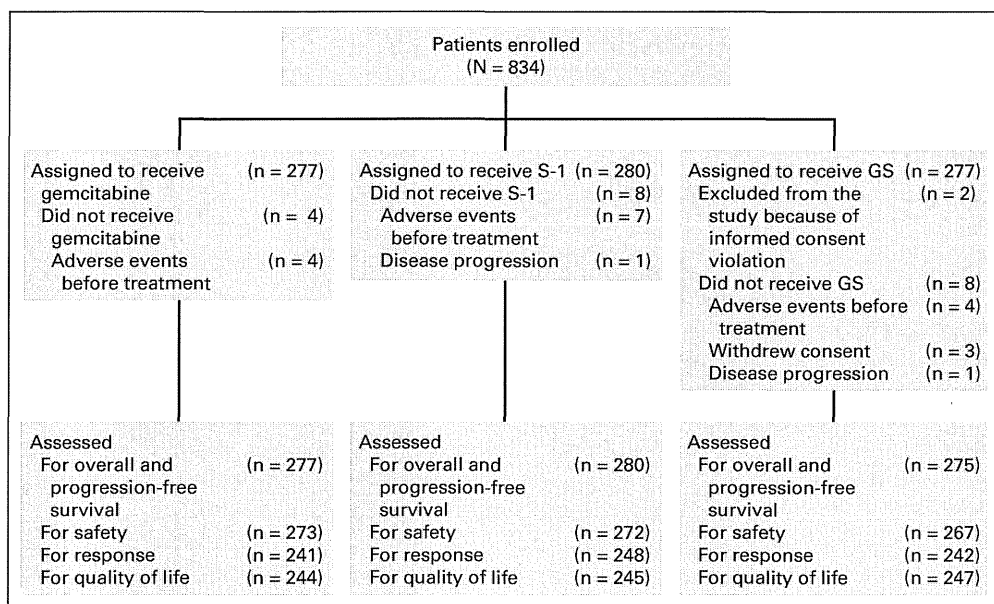 Patients enrolled
(N = 834)
Assigned to receive (n = 277)
gemcitabine
Did not receive (n = 4)
gemcitabine
Adverse events (n = 4)
before treatment
Assigned to receive S-1 (n = 280)
Did not receive S-1 (n = 8)
Adverse events (n = 7)
before treatment
Disease progression (n = 1)
Assigned to receive GS (n = 277)
Excluded from the (n = 2)
study because of
informed consent
violation
Did not receive GS (n = 8)
Adverse events before (n = 4)
treatment
Withdrew consent (n = 3)
Disease progression (n = 1)
Assessed
For overall and (n = 277)
progression-free
survival
For safety (n = 273)
For response (n = 241)
For quality of life (n = 244)
Assessed
For overall and (n = 280)
progression-free
survival
For safety (n = 272)
For response (n = 248)
For quality of life (n = 245)
Assessed
For overall and (n = 275)
progression-free
survival
For safety (n = 267)
For response (n = 242)
For quality of life (n = 247)